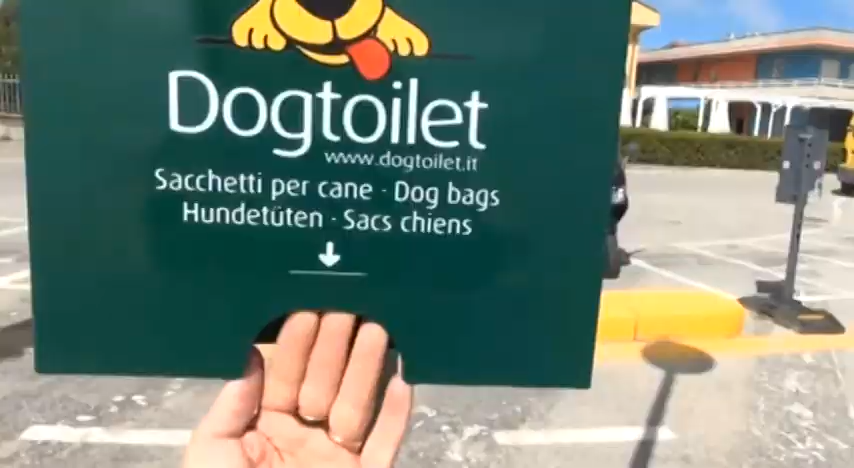 Dogtoilet
www.dogtoilet.it
Sacchetti per cane · Dog bags
Hundetüten · Sacs chiens